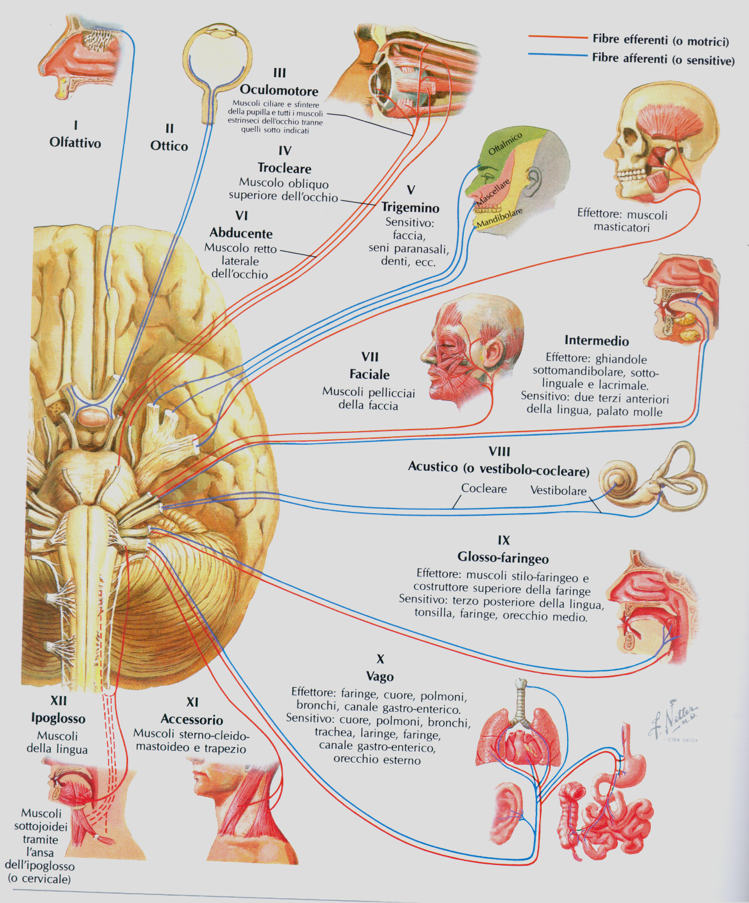 Fibre efferenti (o motrici)
Fibre afferenti (o sensitive)
I
Olfattivo
II
Ottico
III
Oculomotore
Muscoli ciliare e sfintere
della pupilla e tutti i muscoli
estrinseci dell'occhio tranne
quelli sotto indicati
IV
Trocleare
Muscolo obliquo
superiore dell'occhio
VI
Abducente
Muscolo retto
laterale
dell'occhio
V
Trigemino
Sensitivo:
faccia,
seni paranasali,
denti, ecc.
Oftalmico
Mascellare
Mandibolare
Effettore: muscoli
masticatori
VII
Faciale
Muscoli pellicciai
della faccia
Intermedio
Effettore: ghiandole
sottomandibolare, sotto-
linguale e lacrimale.
Sensitivo: due terzi anteriori
della lingua, palato molle
VIII
Acustico (o vestibolo-cocleare)
Cocleare
Vestibolare
IX
Glosso-faringeo
Effettore: muscoli stilo-faringeo e
costruttore superiore della faringe
Sensitivo: terzo posteriore della lingua,
tonsilla, faringe, orecchio medio.
X
Vago
Effettore: faringe, cuore, polmoni,
bronchi, canale gastro-enterico.
Sensitivo: cuore, polmoni, bronchi,
trachea, laringe, faringe,
canale gastro-enterico,
orecchio esterno
XII
Ipoglosso
Muscoli
della lingua
XI
Accessorio
Muscoli sterno-cleido-
mastoideo e trapezio
Muscoli
sottojoidei
tramite
l'ansa
dell'ipoglosso
(o cervicale)
f. Netter